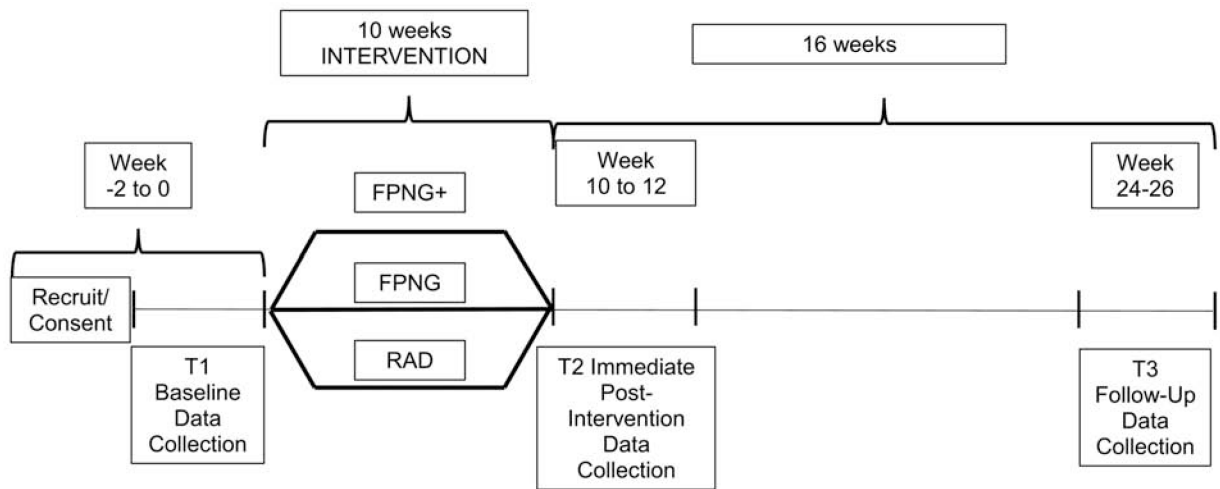 10 weeks
INTERVENTION
16 weeks
Week
-2 to 0
Week
10 to 12
Week
24-26
FPNG+
FPNG
RAD
Recruit/
Consent
T1
Baseline
Data
Collection
T2 Immediate
Post-
Intervention
Data
Collection
T3
Follow-Up
Data
Collection